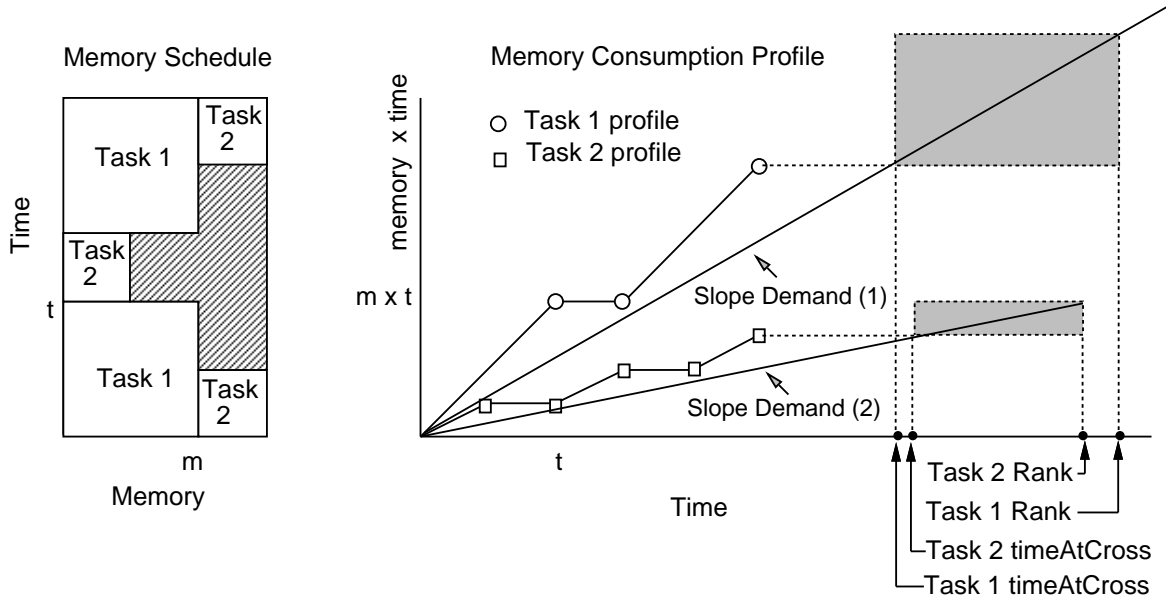 Memory Schedule
Task
2
Task 1
Task
2
Task 1
Task
2
t
m
Time
Memory
Memory Consumption Profile
Task 1 profile
Task 2 profile
memory x time
m x t
Slope Demand (1)
Slope Demand (2)
t
Time
Task 2 Rank
Task 1 Rank
Task 2 timeAtCross
Task 1 timeAtCross